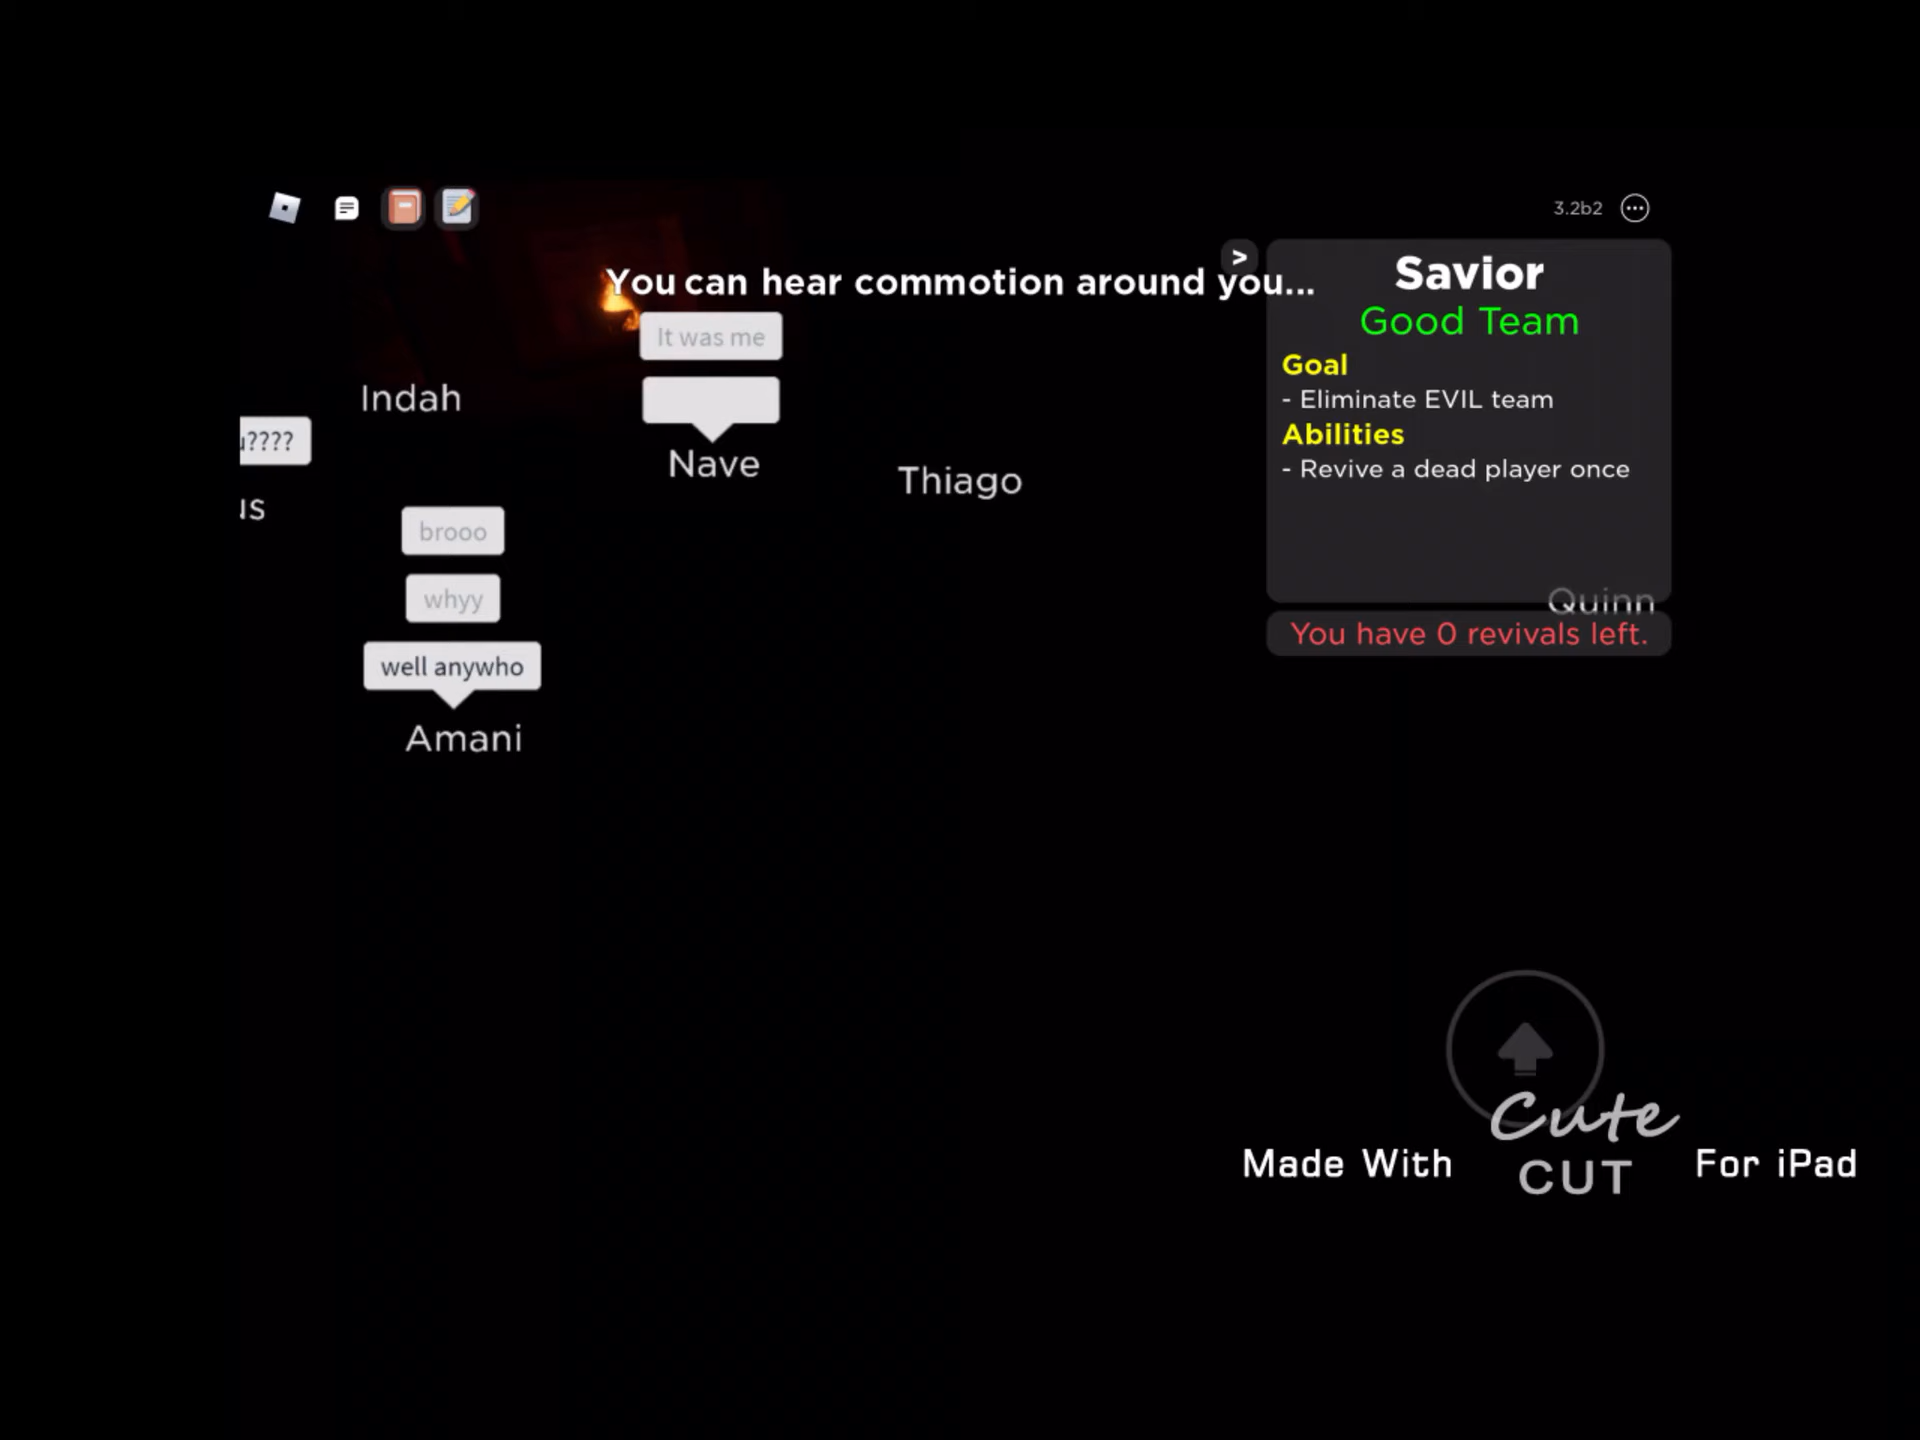 3.2b2
>
You can hear commotion around you...
Savior
Good Team
Goal
- Eliminate EVIL team
Abilities
- Revive a dead player once
Quinn
You have 0 revivals left.
It was me
Nave
Indah
????
us
Thiago
brooo
whyy
well anywho
Amani
Made With Cute CUT For iPad